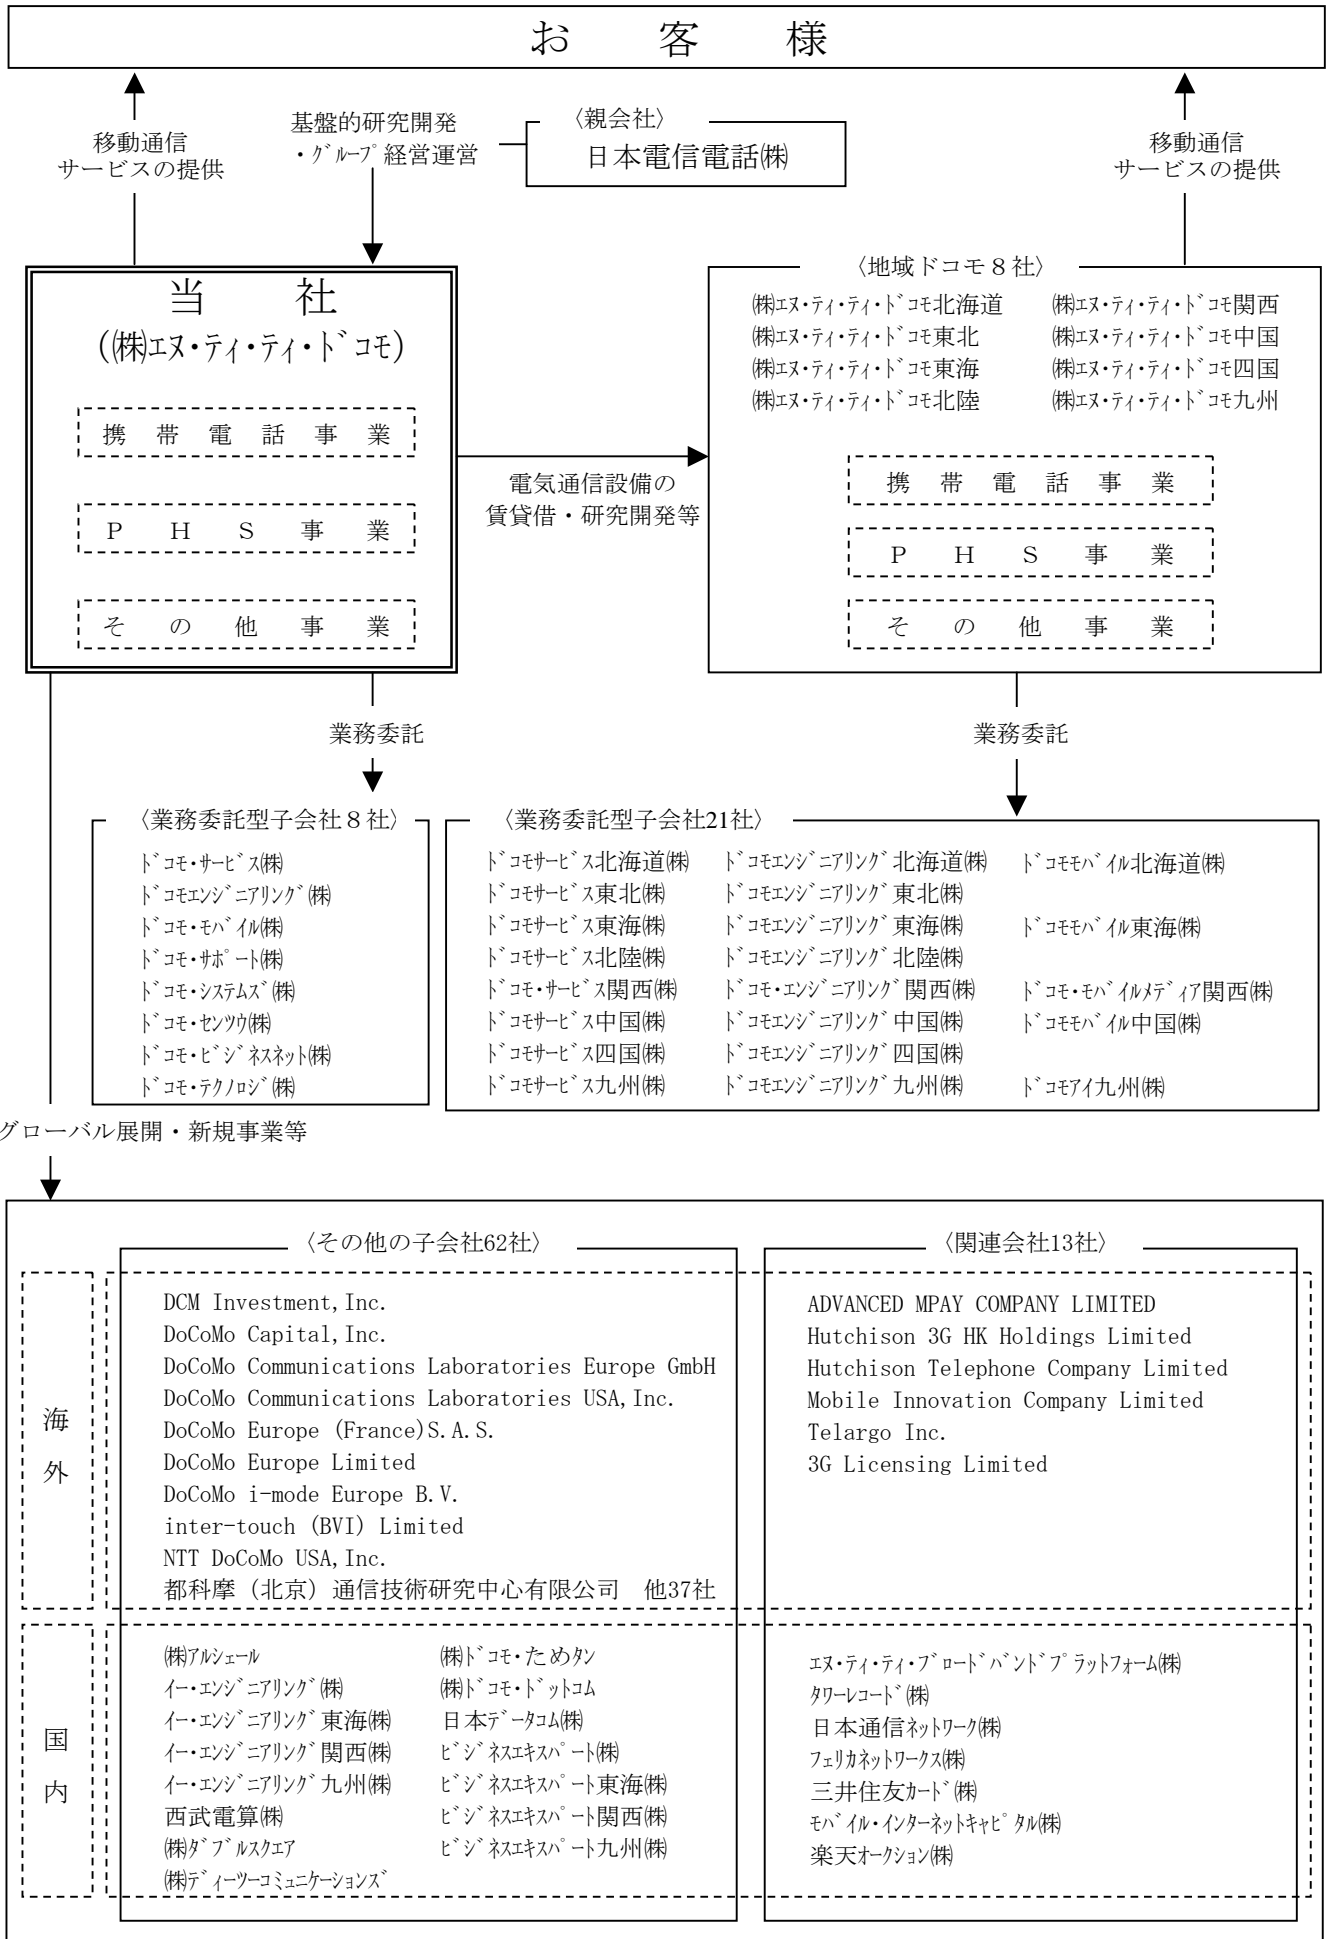 お客様
移動通信
サービスの提供
基盤的研究開発
・グループ経営運営
〈親会社〉
日本電信電話㈱
移動通信
サービスの提供
当社
(㈱エヌ・ティ・ティ・ドコモ)
携帯電話事業
ＰＨＳ事業
その他事業
電気通信設備の
賃貸借・研究開発等
〈地域ドコモ８社〉
㈱エヌ・ティ・ティ・ドコモ北海道 ㈱エヌ・ティ・ティ・ドコモ関西
㈱エヌ・ティ・ティ・ドコモ東北 ㈱エヌ・ティ・ティ・ドコモ中国
㈱エヌ・ティ・ティ・ドコモ東海 ㈱エヌ・ティ・ティ・ドコモ四国
㈱エヌ・ティ・ティ・ドコモ北陸 ㈱エヌ・ティ・ティ・ドコモ九州
携帯電話事業
ＰＨＳ事業
その他事業
業務委託
業務委託
〈業務委託型子会社８社〉
ドコモ・サービス㈱
ドコモエンジニアリング㈱
ドコモ・モバイル㈱
ドコモ・サポート㈱
ドコモ・システムズ㈱
ドコモ・センツウ㈱
ドコモ・ビジネスネット㈱
ドコモ・テクノロジ㈱
〈業務委託型子会社21社〉
ドコモサービス北海道㈱ ドコモエンジニアリング北海道㈱ ドコモモバイル北海道㈱
ドコモサービス東北㈱ ドコモエンジニアリング東北㈱
ドコモサービス東海㈱ ドコモエンジニアリング東海㈱ ドコモモバイル東海㈱
ドコモサービス北陸㈱ ドコモエンジニアリング北陸㈱
ドコモ・サービス関西㈱ ドコモ・エンジニアリング関西㈱ ドコモ・モバイルメディア関西㈱
ドコモサービス中国㈱ ドコモエンジニアリング中国㈱ ドコモモバイル中国㈱
ドコモサービス四国㈱ ドコモエンジニアリング四国㈱
ドコモサービス九州㈱ ドコモエンジニアリング九州㈱ ドコモアイ九州㈱
グローバル展開・新規事業等
〈その他の子会社62社〉
〈関連会社13社〉
海外
DCM Investment,Inc.
DoCoMo Capital,Inc.
DoCoMo Communications Laboratories Europe GmbH
DoCoMo Communications Laboratories USA,Inc.
DoCoMo Europe (France)S.A.S.
DoCoMo Europe Limited
DoCoMo i-mode Europe B.V.
inter-touch (BVI) Limited
NTT DoCoMo USA,Inc.
都科摩（北京）通信技術研究中心有限公司 他37社
ADVANCED MPAY COMPANY LIMITED
Hutchison 3G HK Holdings Limited
Hutchison Telephone Company Limited
Mobile Innovation Company Limited
Telargo Inc.
3G Licensing Limited
国内
㈱アルシェール ㈱ドコモ・ためタン
イー・エンジニアリング㈱ ㈱ドコモ・ドットコム
イー・エンジニアリング東海㈱ 日本データコム㈱
イー・エンジニアリング関西㈱ ビジネスエキスパート㈱
イー・エンジニアリング九州㈱ ビジネスエキスパート東海㈱
西武電算㈱ ビジネスエキスパート関西㈱
㈱ダブルスクエア ビジネスエキスパート九州㈱
㈱ディーツーコミュニケーションズ
エヌ・ティ・ティ・ブロードバンドプラットフォーム㈱
タワーレコード㈱
日本通信ネットワーク㈱
フェリカネットワークス㈱
三井住友カード㈱
モバイル・インターネットキャピタル㈱
楽天オークション㈱